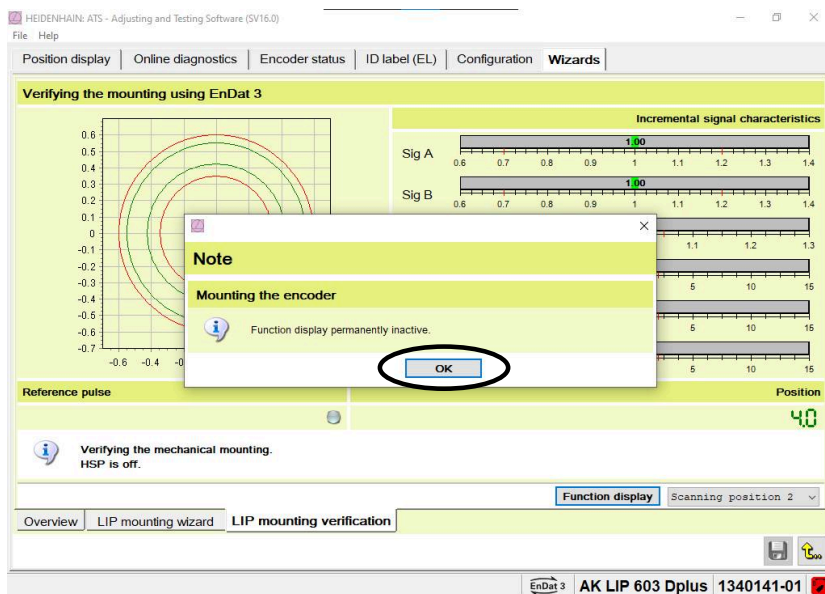 HEIDENHAIN: ATS - Adjusting and Testing Software (SV16.0)
File Help
Position display Online diagnostics Encoder status ID label (EL) Configuration Wizards
Verifying the mounting using EnDat 3
Incremental signal characteristics
0.6
0.5
0.4
0.3
0.2
0.1
0
-0.1
-0.2
-0.3
-0.4
-0.5
-0.6
-0.7
-0.6 -0.4 -0
Sig A
1.00
0.6 0.7 0.8 0.9 1 1.1 1.2 1.3 1.4
Sig B
1.00
0.6 0.7 0.8 0.9 1 1.1 1.2 1.3 1.4
1.1 1.2 1.3
5 10 15
5 10 15
5 10 15
Note
Mounting the encoder
Function display permanently inactive.
OK
Reference pulse
Position
4.0
Verifying the mechanical mounting.
HSP is off.
Function display Scanning position 2
Overview LIP mounting wizard LIP mounting verification
EnDat 3 AK LIP 603 Dplus 1340141-01